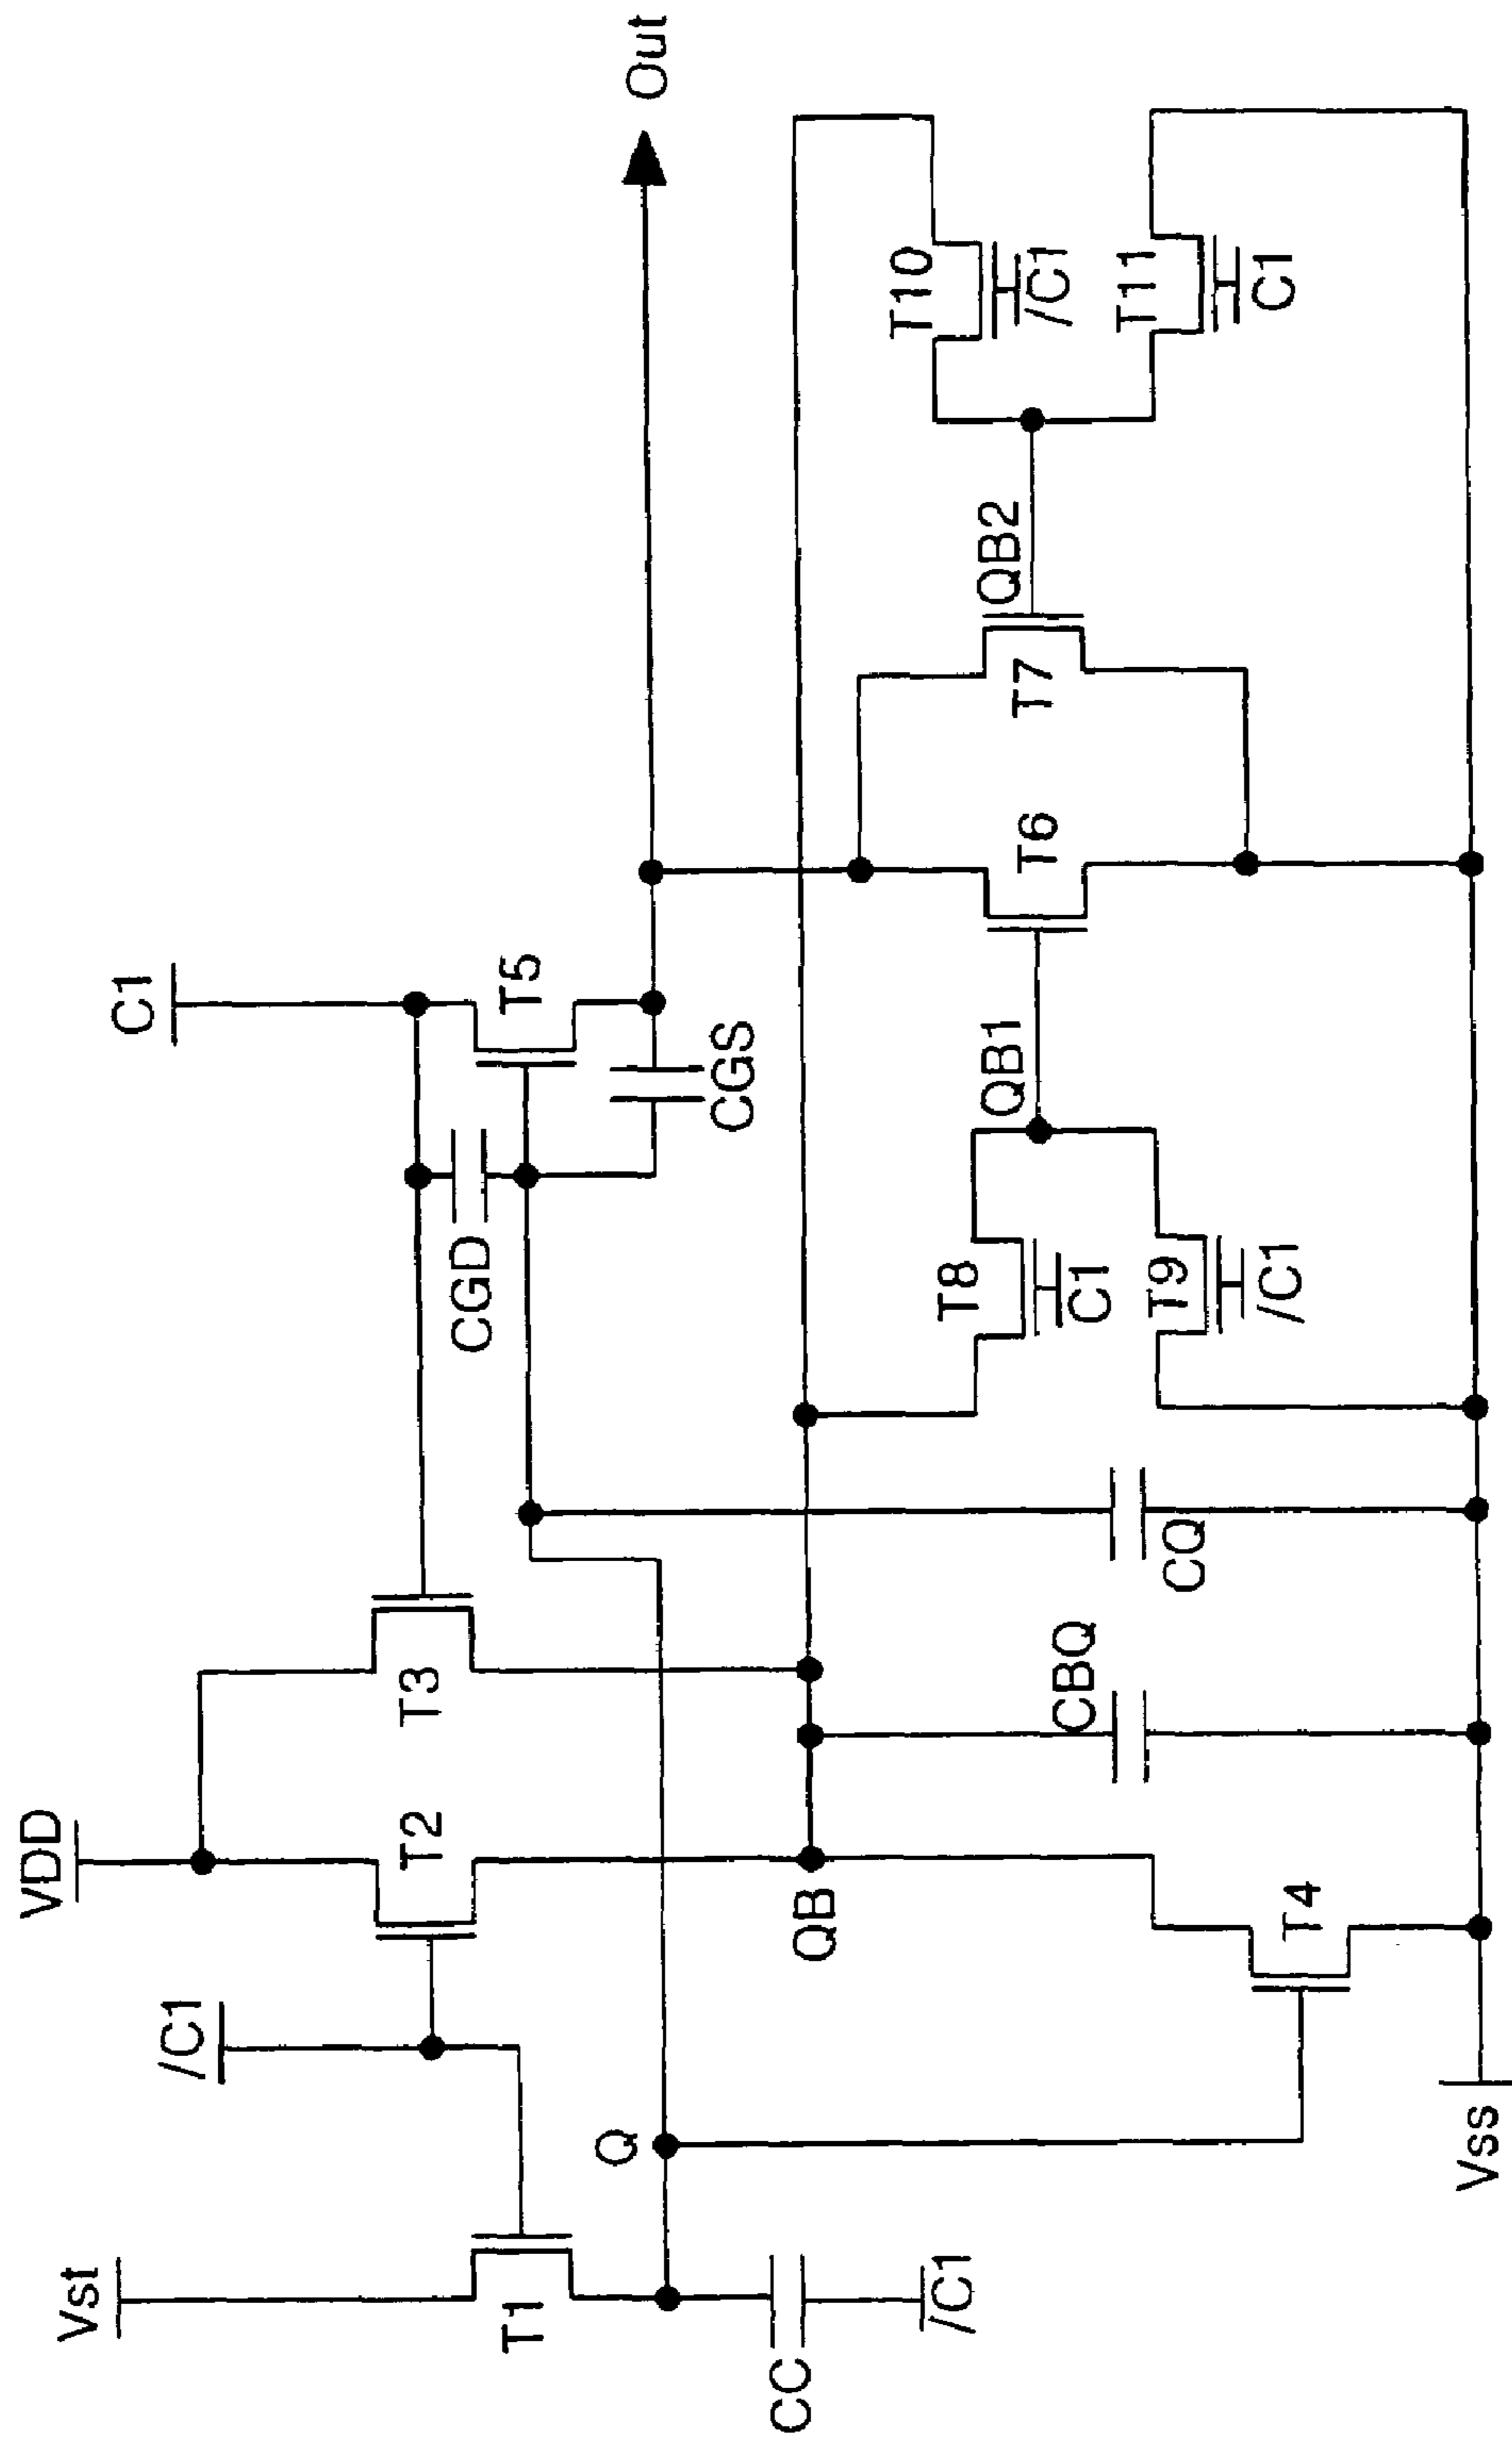 VDD
Vst
C1
/C1
T2
T3
CGD
T1
T5
Q
Out
CGS
CC
QB
T10
/C1
T8
QB1
QB2
T7
T6
/C1
CBQ
C1
T11
T9
CQ
C1
/C1
T4
Vss